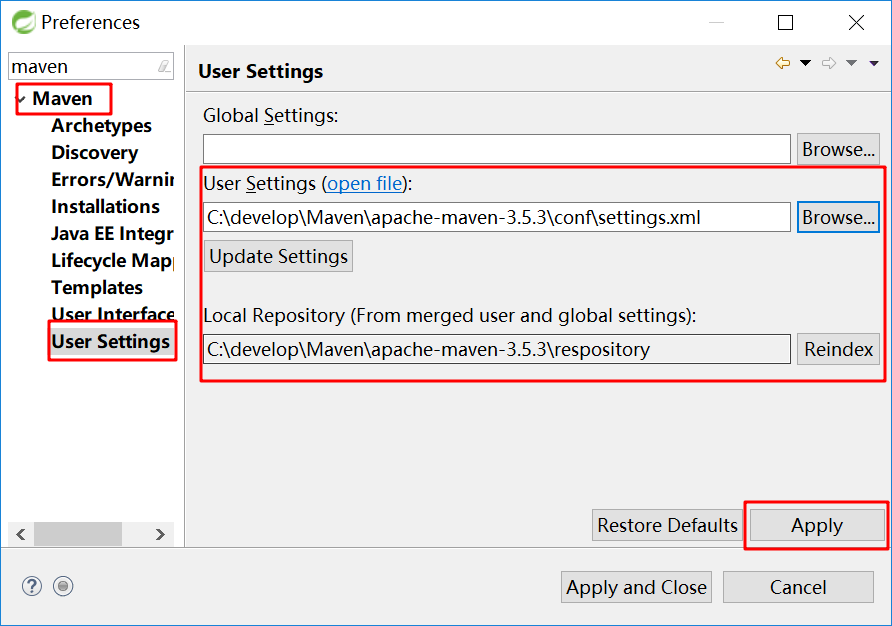 Preferences
maven
Maven
Archetypes
Discovery
Errors/Warnin
Installations
Java EE Integr
Lifecycle Map
Templates
User Interface
User Settings
User Settings
Global Settings:
Browse...
User Settings (open file):
C:\develop\Maven\apache-maven-3.5.3\conf\settings.xml
Browse...
Update Settings
Local Repository (From merged user and global settings):
C:\develop\Maven\apache-maven-3.5.3\respository
Reindex
Restore Defaults
Apply
?
Apply and Close
Cancel